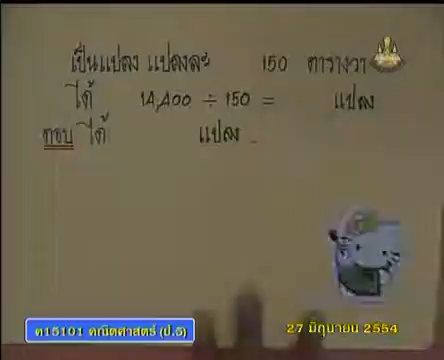 เป็นแปลง แปลงละ 150 ตารางวา
ได้ 14,400 ÷ 150 = แปลง
ตอบ ได้ แปลง
ค15101 คณิตศาสตร์ (ป.5)
27 มิถุนายน 2554